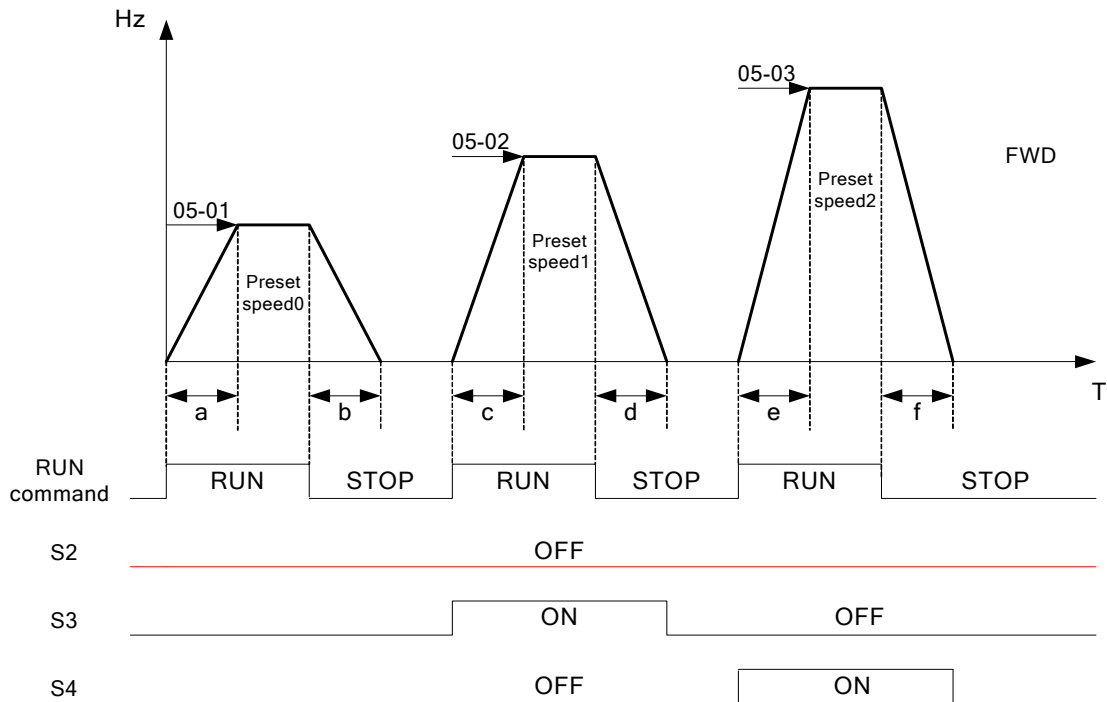 Hz
05-03
05-02
FWD
Preset
speed2
05-01
Preset
speed1
Preset
speed0
T
a
b
c
d
e
f
RUN
command
RUN
STOP
RUN
STOP
RUN
STOP
S2
OFF
S3
ON
OFF
S4
OFF
ON